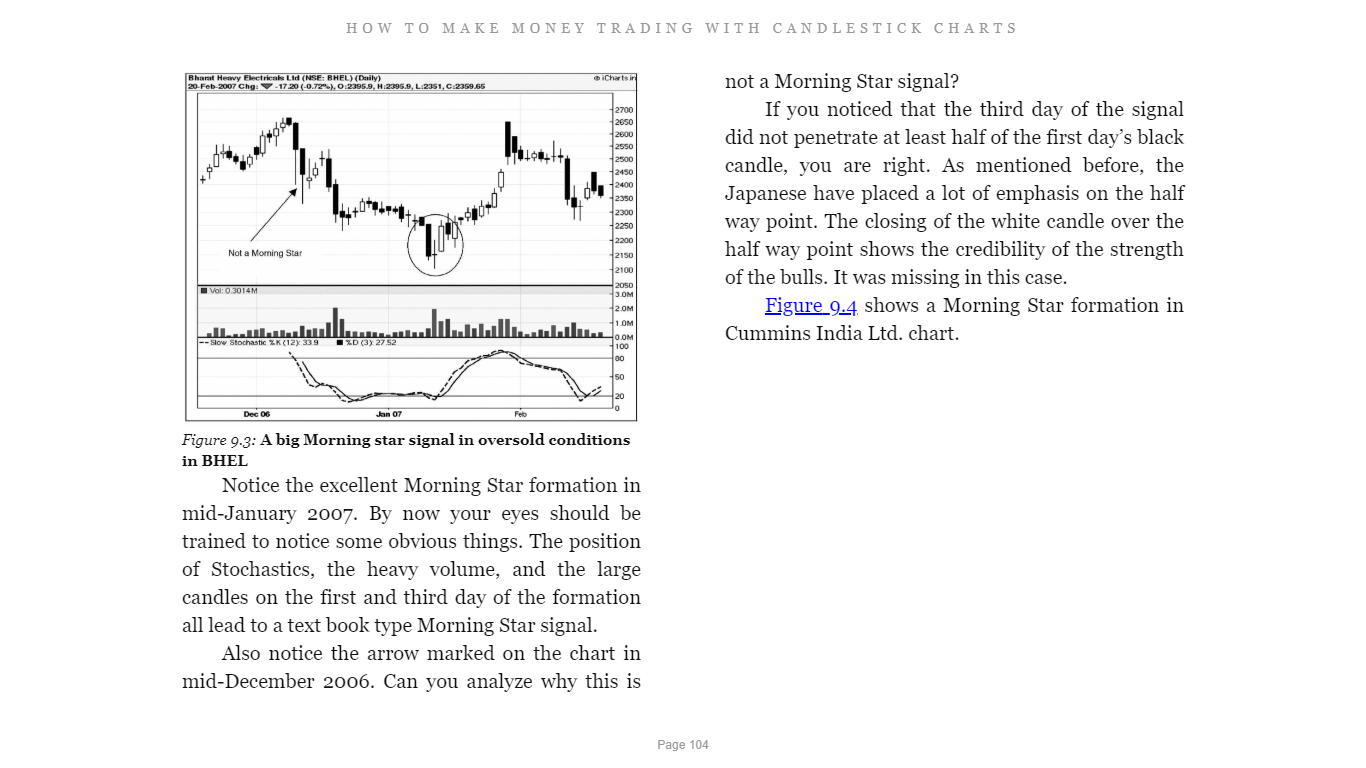 HOW TO MAKE MONEY TRADING WITH CANDLESTICK CHARTS
Bharat Heavy Electricals Ltd (NSE: BHEL) (Daily)
© iCharts.in
20-Feb-2007 Chg: -17.20 (-0.72%), O:2395.9, H:2395.9, L:2351, C:2359.65
2700
2650
2600
2550
2500
2450
2400
2350
2300
2250
2200
2150
2100
2050
Not a Morning Star
Vol: 0.3014M
3.0M
2.0M
1.0M
0.0M
Slow Stochastic %K (12): 33.9 %D (3): 27.52
100
80
50
20
0
Dec 06 Jan 07 Feb
Figure 9.3: A big Morning star signal in oversold conditions
in BHEL
Notice the excellent Morning Star formation in
mid-January 2007. By now your eyes should be
trained to notice some obvious things. The position
of Stochastics, the heavy volume, and the large
candles on the first and third day of the formation
all lead to a text book type Morning Star signal.
Also notice the arrow marked on the chart in
mid-December 2006. Can you analyze why this is
not a Morning Star signal?
If you noticed that the third day of the signal
did not penetrate at least half of the first day’s black
candle, you are right. As mentioned before, the
Japanese have placed a lot of emphasis on the half
way point. The closing of the white candle over the
half way point shows the credibility of the strength
of the bulls. It was missing in this case.
Figure 9.4 shows a Morning Star formation in
Cummins India Ltd. chart.
Page 104